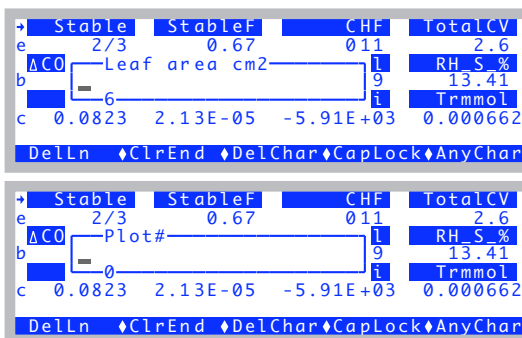 → Stable StableF CHF TotalCV
e 2/3 0.67 011 2.6
ΔCO Leaf area cm2 l RH_S_%
b 9 13.41
6 i Trmmol
c 0.0823 2.13E-05 -5.91E+03 0.000662
DelLn ♦ClrEnd ♦DelChar♦CapLock♦AnyChar
→ Stable StableF CHF TotalCV
e 2/3 0.67 011 2.6
ΔCO Plot# l RH_S_%
b 9 13.41
0 i Trmmol
c 0.0823 2.13E-05 -5.91E+03 0.000662
DelLn ♦ClrEnd ♦DelChar♦CapLock♦AnyChar